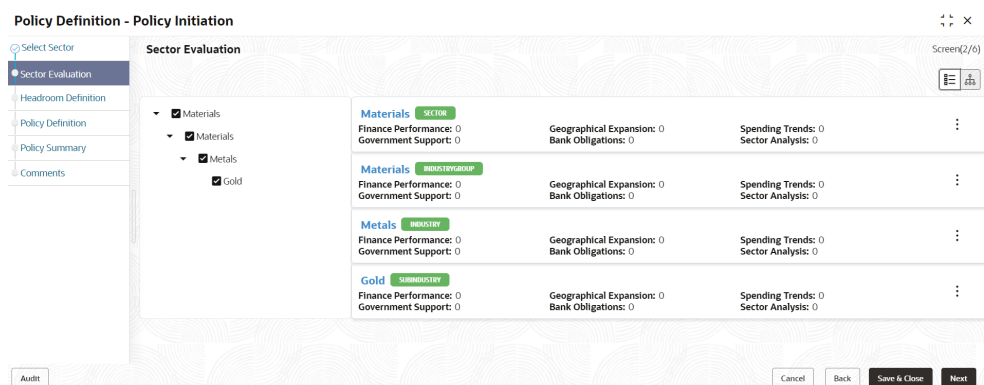 Policy Definition - Policy Initiation
Select Sector
Sector Evaluation
Headroom Definition
Policy Definition
Policy Summary
Comments
Sector Evaluation
Screen(2/6)
Materials
Materials
Metals
Gold
Materials SECTOR
Finance Performance: 0 Geographical Expansion: 0 Spending Trends: 0
Government Support: 0 Bank Obligations: 0 Sector Analysis: 0
Materials INDUSTRYGROUP
Finance Performance: 0 Geographical Expansion: 0 Spending Trends: 0
Government Support: 0 Bank Obligations: 0 Sector Analysis: 0
Metals INDUSTRY
Finance Performance: 0 Geographical Expansion: 0 Spending Trends: 0
Government Support: 0 Bank Obligations: 0 Sector Analysis: 0
Gold SUBINDUSTRY
Finance Performance: 0 Geographical Expansion: 0 Spending Trends: 0
Government Support: 0 Bank Obligations: 0 Sector Analysis: 0
Audit Cancel Back Save & Close Next